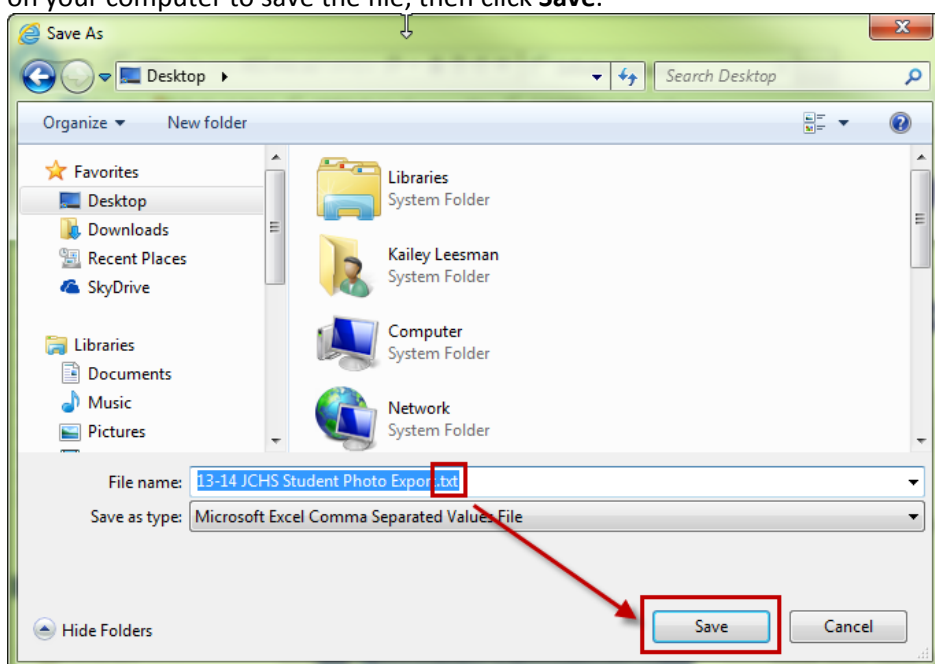 on your computer to save the file, then click Save.
Save As
Desktop
Search Desktop
Organize
New folder
Favorites
Desktop
Downloads
Recent Places
SkyDrive
Libraries
Documents
Music
Pictures
Libraries
System Folder
Kailey Leesman
System Folder
Computer
System Folder
Network
System Folder
File name: 13-14 JCHS Student Photo Export.txt
Save as type: Microsoft Excel Comma Separated Values File
Hide Folders
Save
Cancel